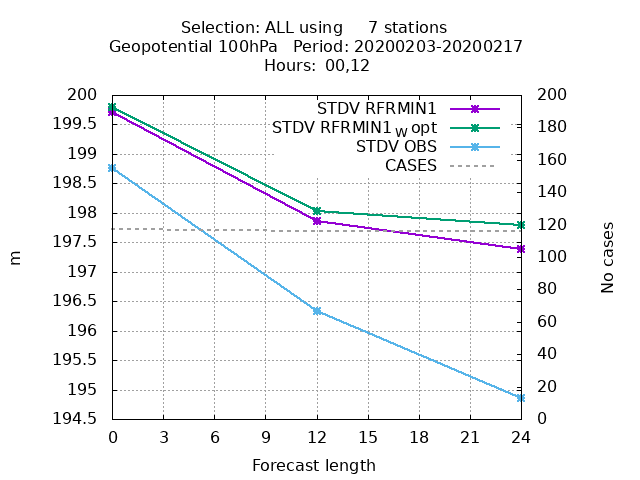 Selection: ALL using 7 stations
Geopotential 100hPa Period: 20200203-20200217
Hours: 00,12
STDV RFRMIN1
STDV RFRMIN1_w opt
STDV OBS
CASES
200
199.5
199
198.5
198
197.5
197
196.5
196
195.5
195
194.5
m
200
180
160
140
120
100
80
60
40
20
0
No cases
0 3 6 9 12 15 18 21 24
Forecast length